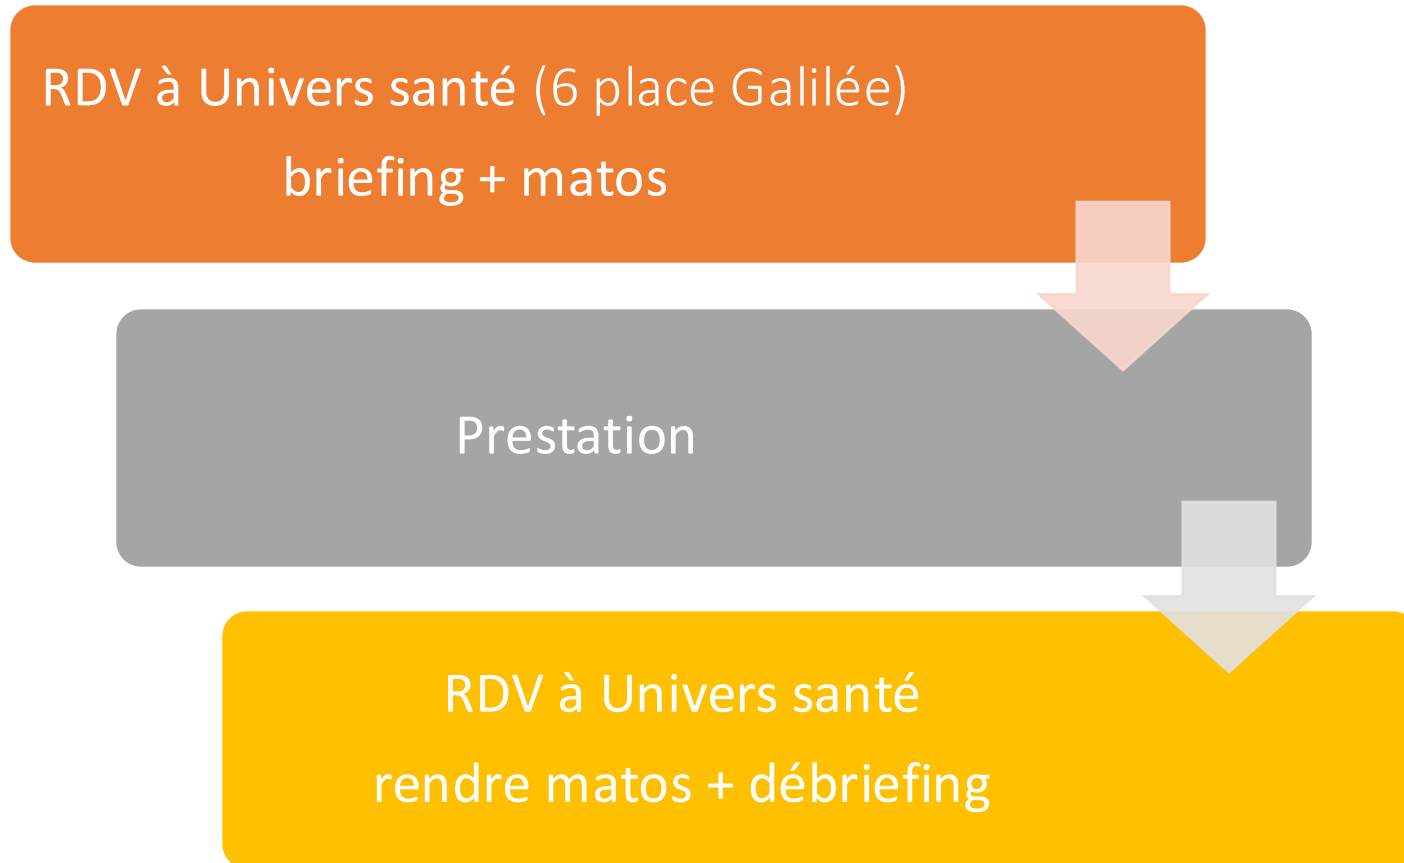 RDV à Univers santé (6 place Galilée)
briefing + matos
Prestation
RDV à Univers santé
rendre matos + débriefing